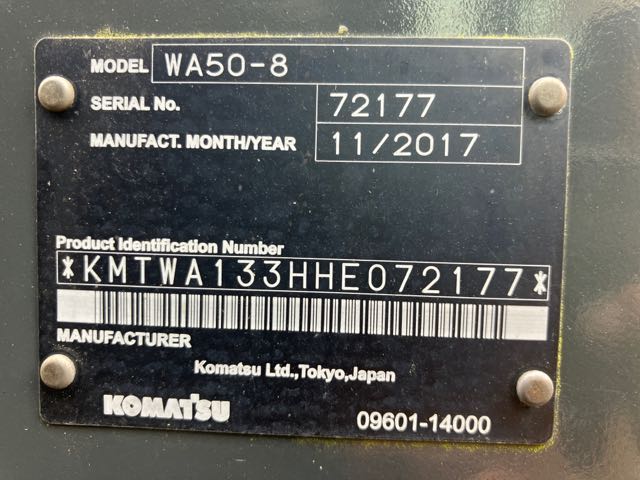 MODEL WA50-8
SERIAL No. 72177
MANUFACT. MONTH/YEAR 11/2017
Product Identification Number
*KMTWA133HHE072177*
MANUFACTURER
Komatsu Ltd.,Tokyo,Japan
KOMATSU
09601-14000